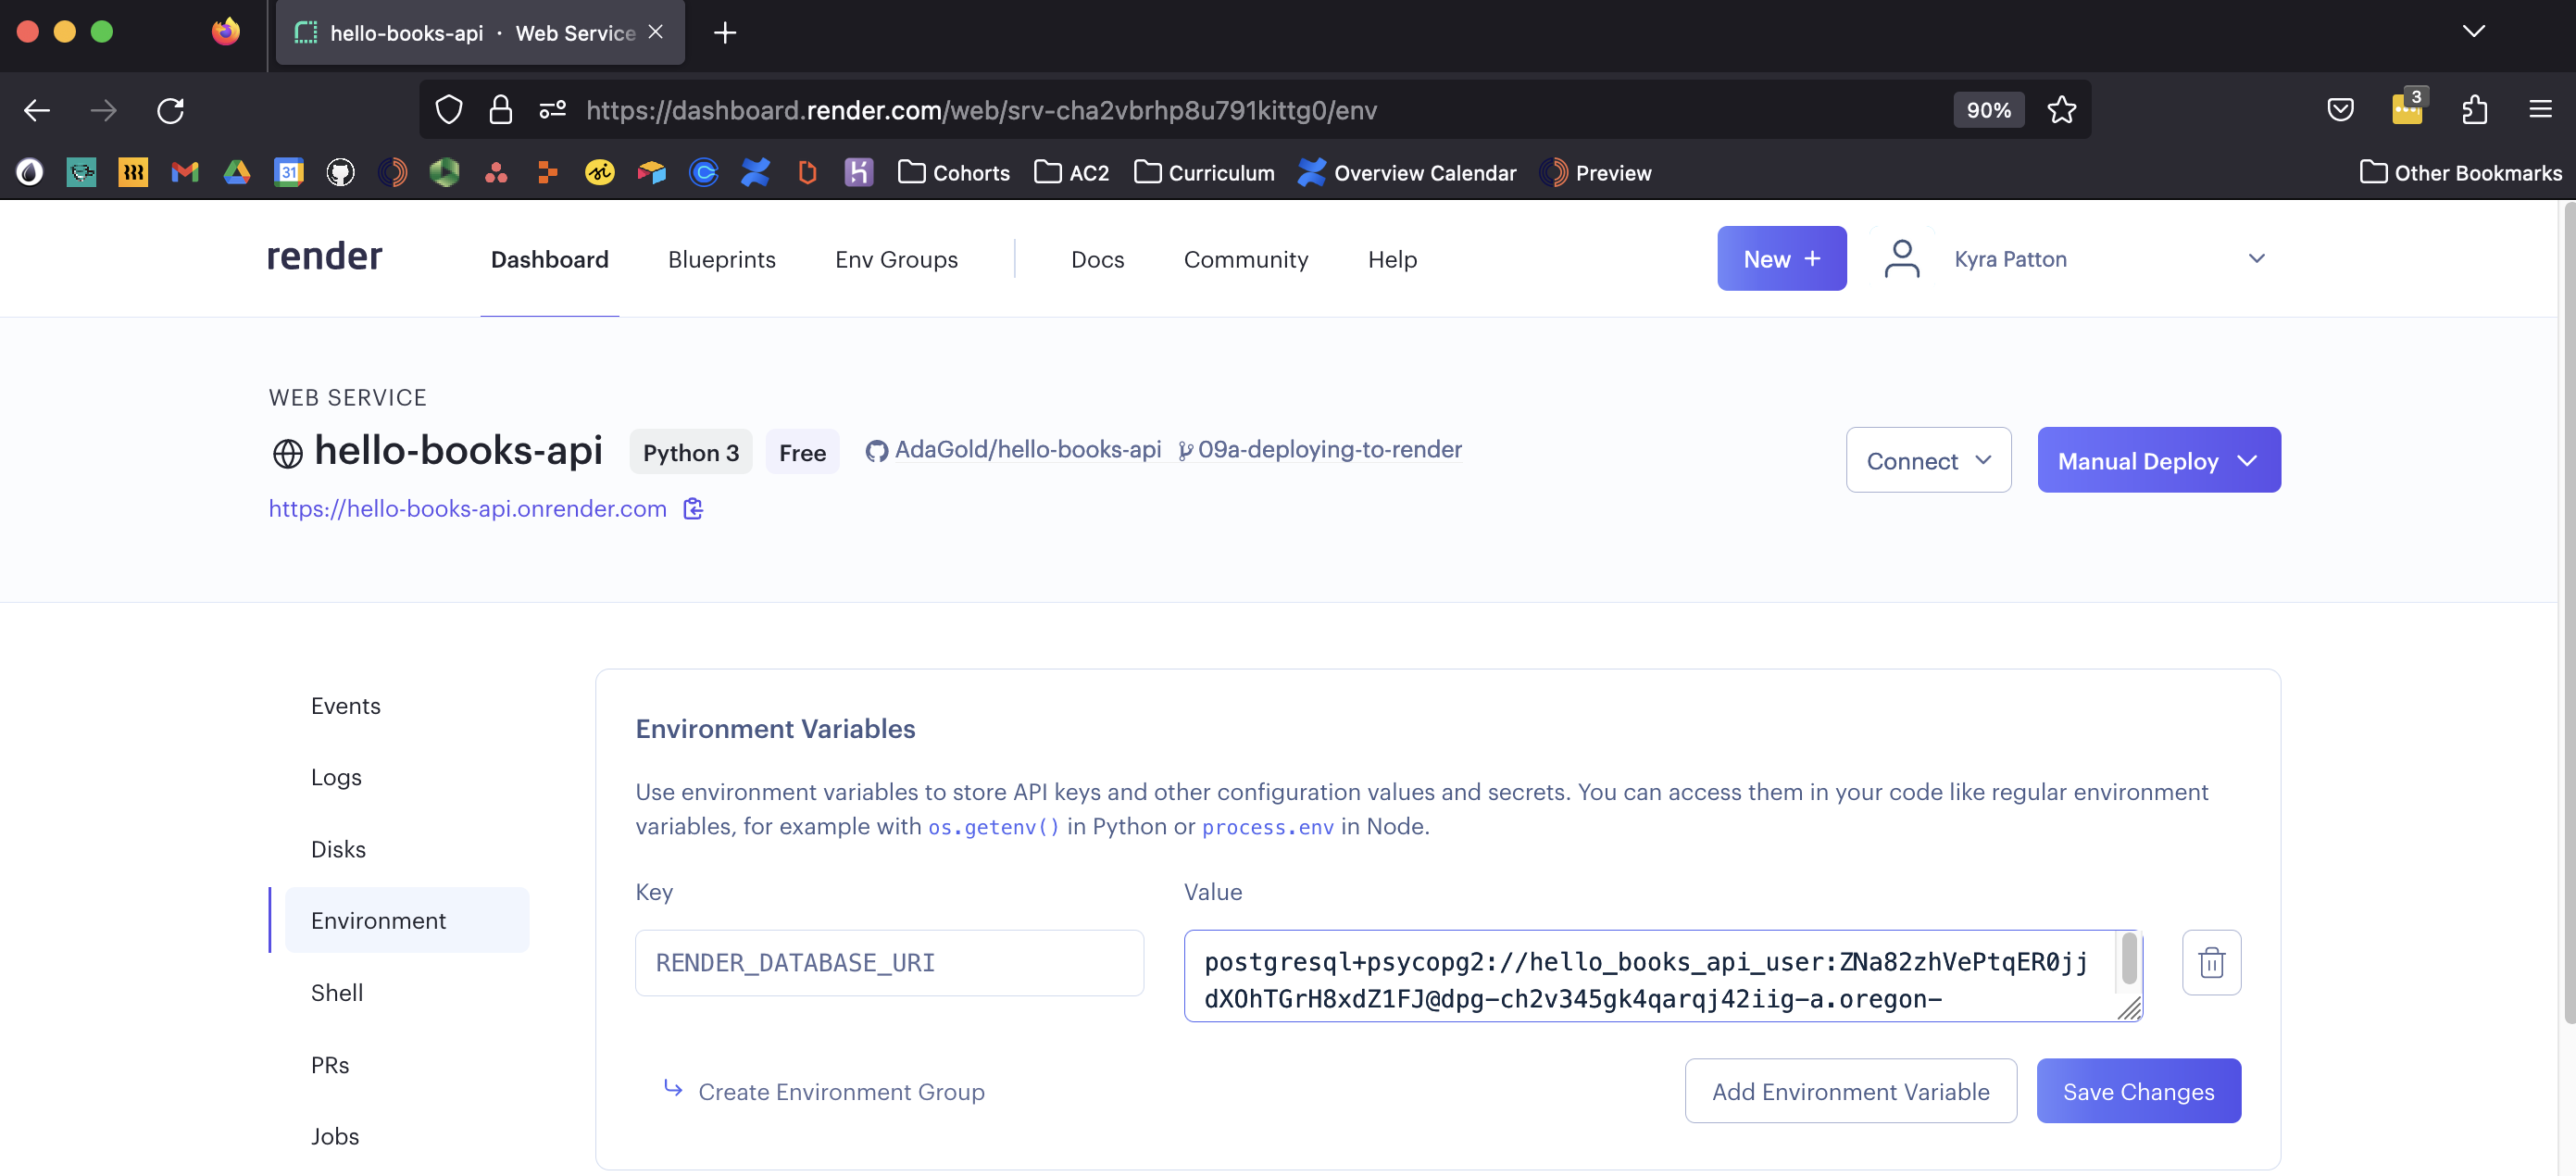 hello-books-api · Web Service
https://dashboard.render.com/web/srv-cha2vbrhp8u791kittg0/env
90%
3
31
Cohorts
AC2
Curriculum
Overview Calendar
Preview
Other Bookmarks
render
Dashboard
Blueprints
Env Groups
Docs
Community
Help
New +
Kyra Patton
WEB SERVICE
hello-books-api
Python 3
Free
AdaGold/hello-books-api
09a-deploying-to-render
Connect
Manual Deploy
https://hello-books-api.onrender.com
Events
Logs
Disks
Environment
Shell
PRs
Jobs
Environment Variables
Use environment variables to store API keys and other configuration values and secrets. You can access them in your code like regular environment
variables, for example with os.getenv() in Python or process.env in Node.
Key
Value
RENDER_DATABASE_URI
postgresql+psycopg2://hello_books_api_user:ZNa82zhVePtqER0jj
dXOhTGrH8xdZ1FJ@dpg-ch2v345gk4qarqj42iig-a.oregon-
Create Environment Group
Add Environment Variable
Save Changes